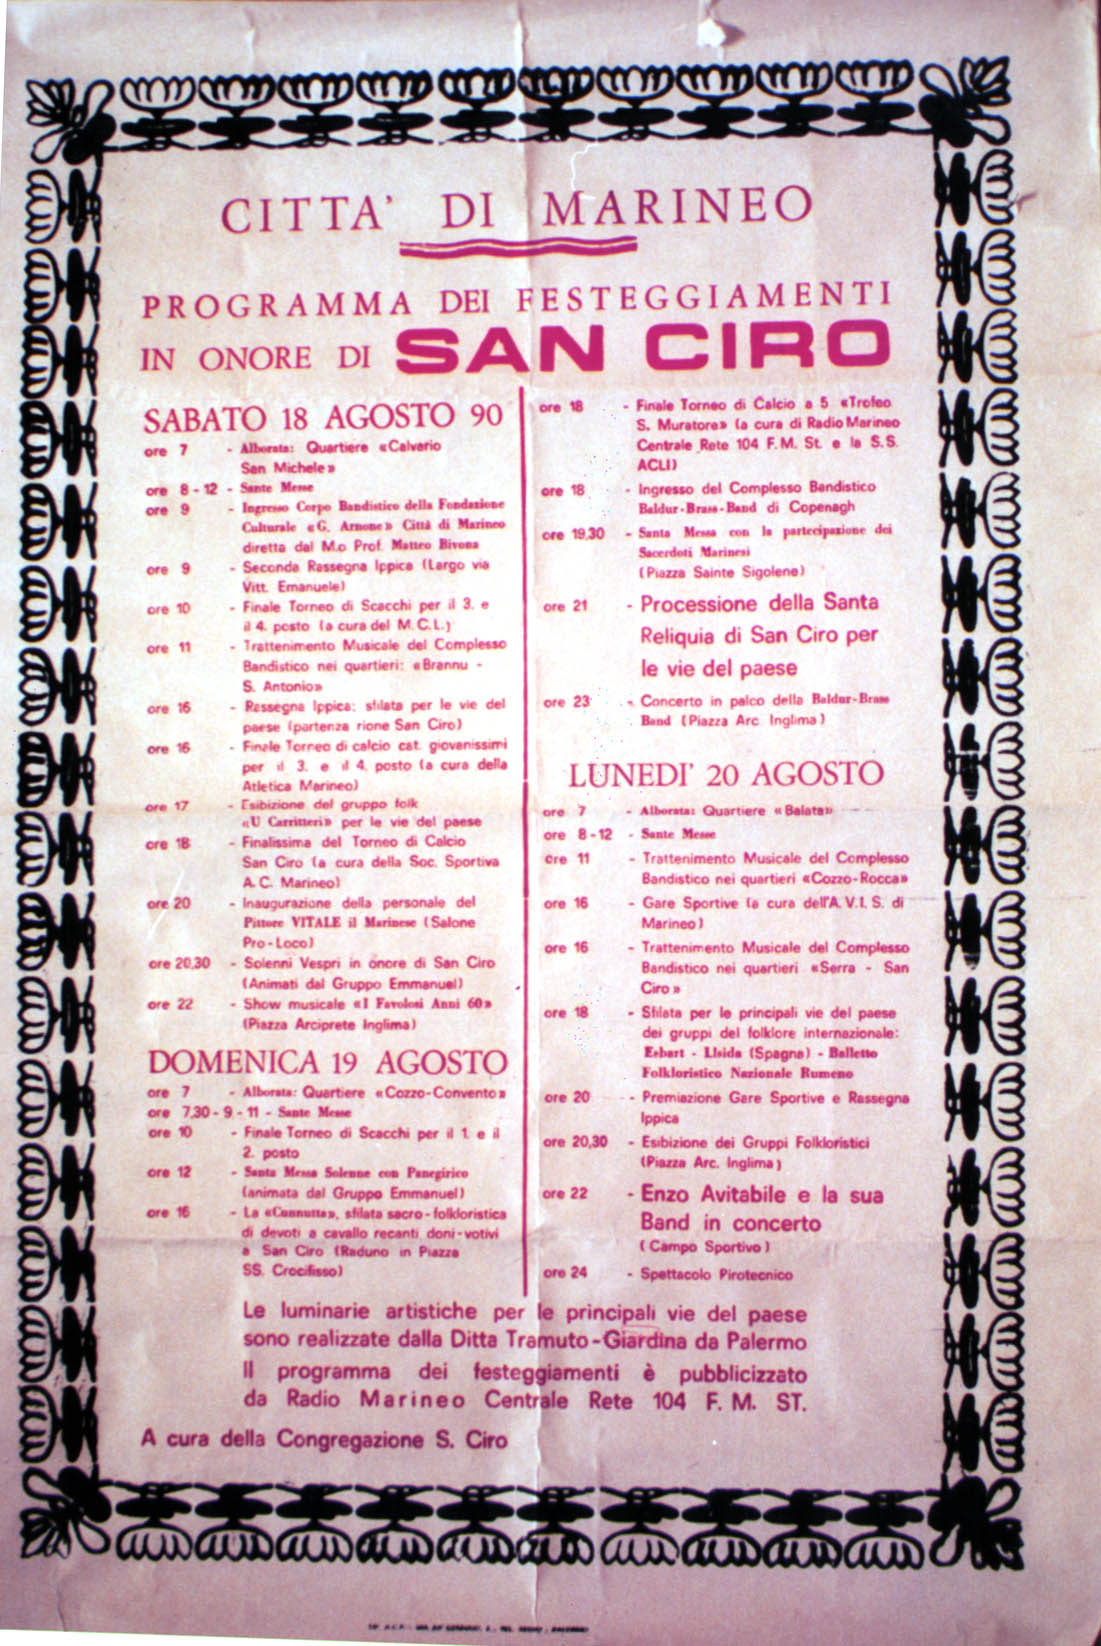 CITTA' DI MARINEO
PROGRAMMA DEI FESTEGGIAMENTI
IN ONORE DI SAN CIRO
SABATO 18 AGOSTO 90
ore 7 - Alborata: Quartiere «Calvario
San Michele»
ore 8-12 - Sante Messe
ore 9 - Ingresso Corpo Bandistico della Fondazione
Culturale «G. Arnone» Città di Marineo
diretta dal M.o Prof. Matteo Bivona
ore 9 - Seconda Rassegna Ippica (Largo via
Vitt. Emanuele)
ore 10 - Finale Torneo di Scacchi per il 3. e
il 4. posto (a cura del M.C.L.)
ore 11 - Trattenimento Musicale del Complesso
Bandistico nei quartieri: «Brannu -
S. Antonio»
ore 16 - Rassegna Ippica: sfilata per le vie del
paese (partenza rione San Ciro)
ore 16 - Finale Torneo di calcio cat. giovanissimi
per il 3. e il 4. posto (a cura della
Atletica Marineo)
ore 17 - Esibizione del gruppo folk
«U Carritteri» per le vie del paese
ore 18 - Finalissima del Torneo di Calcio
San Ciro (a cura della Soc. Sportiva
A.C. Marineo)
ore 20 - Inaugurazione della personale del
Pittore VITALE il Marinese (Salone
Pro-Loco)
ore 20,30 - Solenni Vespri in onore di San Ciro
(Animati dal Gruppo Emmanuel)
ore 22 - Show musicale «I Favolosi Anni 60»
(Piazza Arciprete Inglima)
DOMENICA 19 AGOSTO
ore 7 - Alborata: Quartiere «Cozzo-Convento»
ore 7,30 - 9 - 11 - Sante Messe
ore 10 - Finale Torneo di Scacchi per il 1. e il
2. posto
ore 12 - Santa Messa Solenne con Panegirico
(animata dal Gruppo Emmanuel)
ore 16 - La «Cunnutta», sfilata sacro-folkloristica
di devoti a cavallo recanti doni-votivi
a San Ciro (Raduno in Piazza
SS. Crocifisso)
ore 18 - Finale Torneo di Calcio a 5 «Trofeo
S. Muratore» (a cura di Radio Marineo
Centrale Rete 104 F.M. St. e la S.S.
ACLI)
ore 18 - Ingresso del Complesso Bandistico
Baldur-Brass-Band di Copenagh
ore 19,30 - Santa Messa con la partecipazione dei
Sacerdoti Marinesi
(Piazza Sainte Sigolene)
ore 21 - Processione della Santa
Reliquia di San Ciro per
le vie del paese
ore 23 - Concerto in palco della Baldur-Brass
Band (Piazza Arc. Inglima)
LUNEDI' 20 AGOSTO
ore 7 - Alborata: Quartiere «Balata»
ore 8-12 - Sante Messe
ore 11 - Trattenimento Musicale del Complesso
Bandistico nei quartieri «Cozzo-Rocca»
ore 16 - Gare Sportive (a cura dell'A.V.I.S. di
Marineo)
ore 16 - Trattenimento Musicale del Complesso
Bandistico nei quartieri «Serra - San
Ciro»
ore 18 - Sfilata per le principali vie del paese
dei gruppi del folklore internazionale:
Esbart - Lleida (Spagna) - Balletto
Folkloristico Nazionale Rumeno
ore 20 - Premiazione Gare Sportive e Rassegna
Ippica
ore 20,30 - Esibizione dei Gruppi Folkloristici
(Piazza Arc. Inglima)
ore 22 - Enzo Avitabile e la sua
Band in concerto
(Campo Sportivo)
ore 24 - Spettacolo Pirotecnico
Le luminarie artistiche per le principali vie del paese
sono realizzate dalla Ditta Tramuto-Giardina da Palermo
Il programma dei festeggiamenti è pubblicizzato
da Radio Marineo Centrale Rete 104 F. M. ST.
A cura della Congregazione S. Ciro